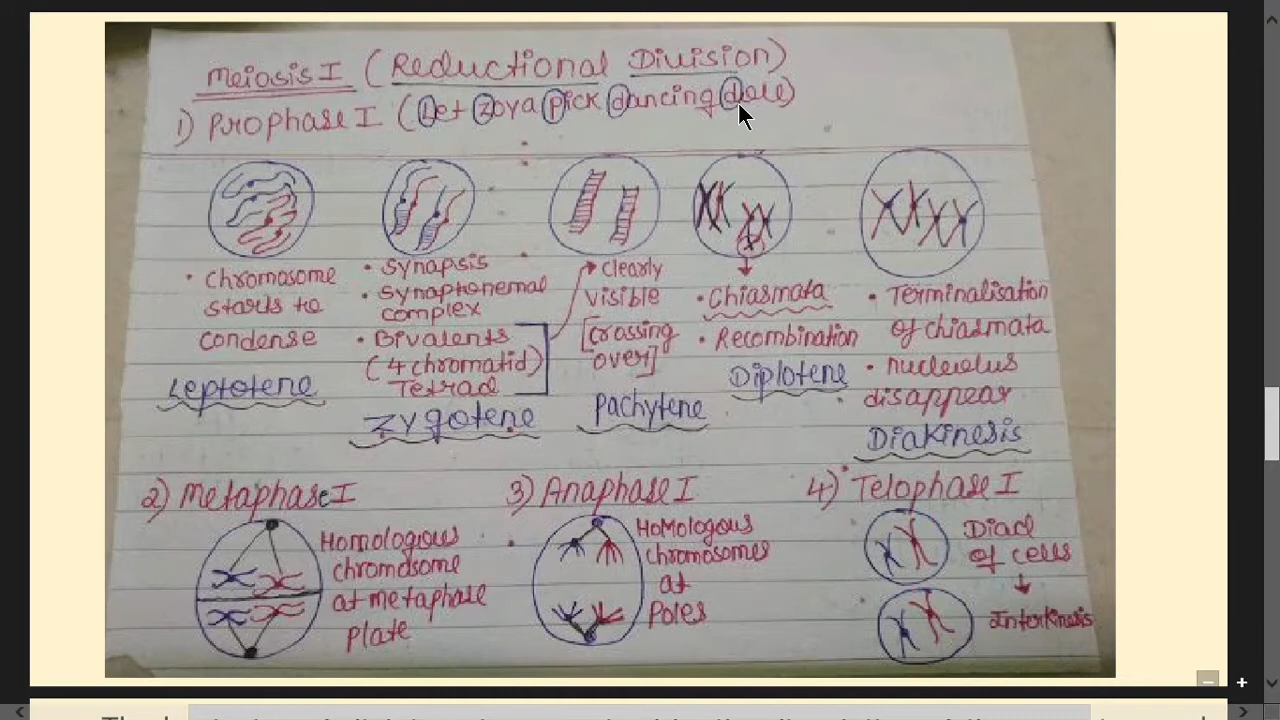 Meiosis I (Reductional Division)
1) Prophase I (Let Zoya pick dancing doll)
• Chromosome
starts to
condense
Leptotene
• Synapsis
• Synaptonemal
complex
• Bivalents
(4 chromatid)
Tetrad
Zygotene
clearly
visible
[crossing
over]
Pachytene
• Chiasmata
• Recombination
Diplotene
• Terminalisation
of chiasmata
• nucleolus
disappear
Diakinesis
2) Metaphase I
Homologous
chromosome
at metaphase
plate
3) Anaphase I
Homologous
chromosomes
at
Poles
4) Telophase I
Diad
of cells
Interkinesis